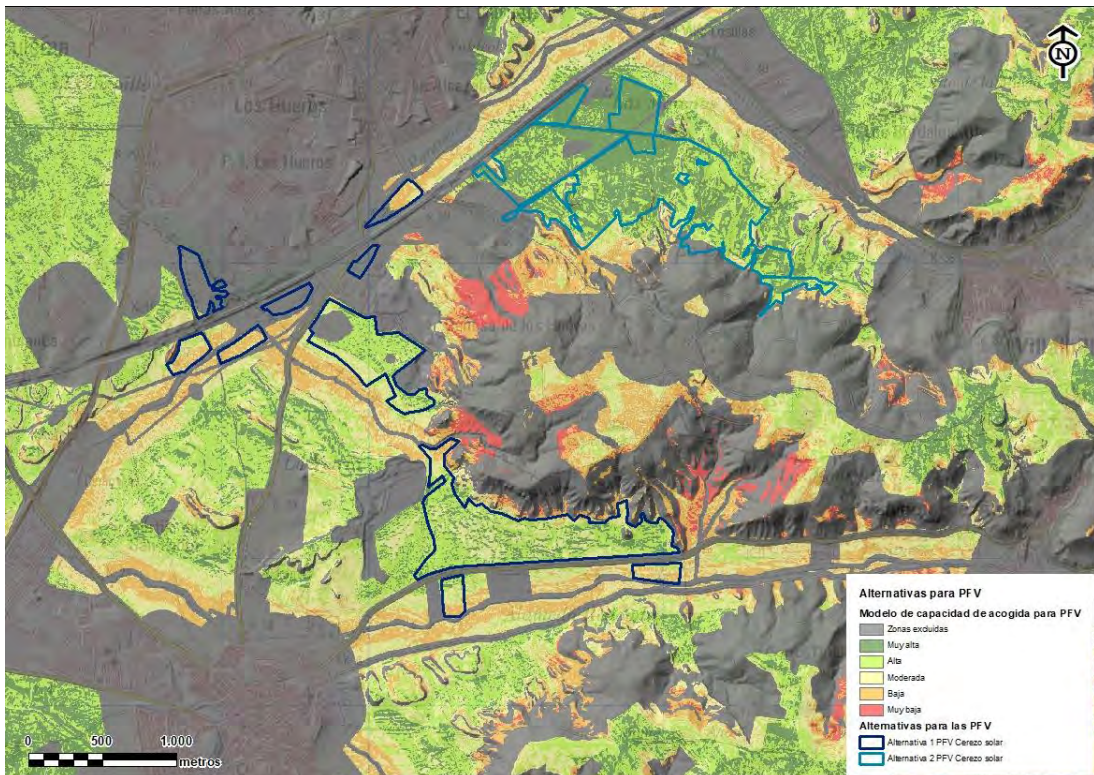 N
Los Hueros
P. I. Los Hueros
0 500 1.000
metros
Alternativas para PFV
Modelo de capacidad de acogida para PFV
Zonas excluidas
Muy alta
Alta
Moderada
Baja
Muy baja
Alternativas para las PFV
Alternativa 1 PFV Cerezo solar
Alternativa 2 PFV Cerezo solar